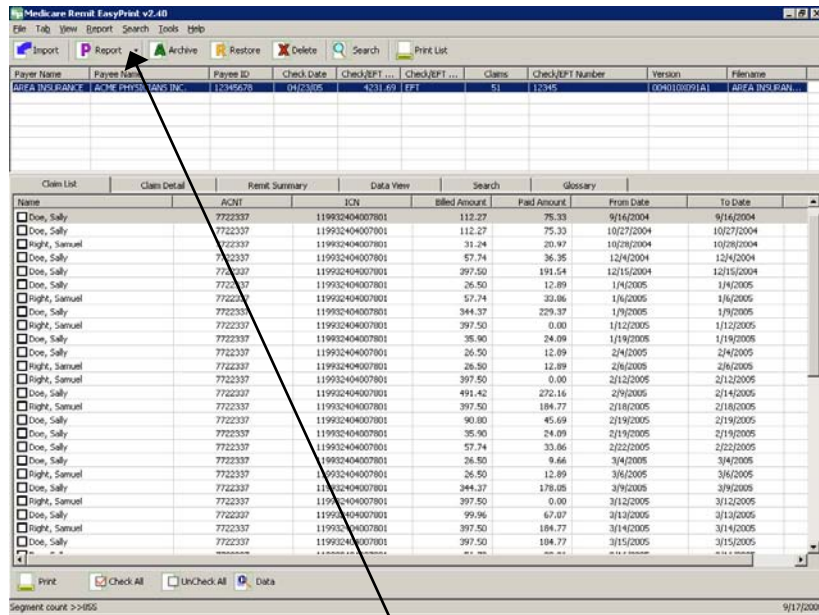 Medicare Remit EasyPrint v2.40
File Tab View Report Search Tools Help
Import Report Archive Restore Delete Search Print List
Payer Name Payee Name Payee ID Check Date Check/EFT ... Check/EFT ... Claims Check/EFT Number Version Filename
AREA INSURANCE ACME PHYSICIANS INC. 12345678 04/23/05 4231.69 EFT 51 12345 004010X091A1 AREA INSURAN...
Claim List Claim Detail Remit Summary Data View Search Glossary
Name ACNT ICN Billed Amount Paid Amount From Date To Date
Doe, Sally 7722337 119932404007801 112.27 75.33 9/16/2004 9/16/2004
Doe, Sally 7722337 119932404007801 112.27 75.33 10/27/2004 10/27/2004
Right, Samuel 7722337 119932404007801 31.24 20.97 10/28/2004 10/28/2004
Doe, Sally 7722337 119932404007801 57.74 36.35 12/4/2004 12/4/2004
Doe, Sally 7722337 119932404007801 397.50 191.54 12/15/2004 12/15/2004
Doe, Sally 7722337 119932404007801 26.50 12.89 1/4/2005 1/4/2005
Right, Samuel 7722337 119932404007801 57.74 33.86 1/6/2005 1/6/2005
Doe, Sally 7722337 119932404007801 344.37 229.37 1/9/2005 1/9/2005
Right, Samuel 7722337 119932404007801 397.50 0.00 1/12/2005 1/12/2005
Doe, Sally 7722337 119932404007801 35.90 24.09 1/19/2005 1/19/2005
Doe, Sally 7722337 119932404007801 26.50 12.89 2/4/2005 2/4/2005
Right, Samuel 7722337 119932404007801 26.50 12.89 2/6/2005 2/6/2005
Right, Samuel 7722337 119932404007801 397.50 0.00 2/12/2005 2/12/2005
Doe, Sally 7722337 119932404007801 491.42 272.16 2/9/2005 2/14/2005
Right, Samuel 7722337 119932404007801 397.50 184.77 2/18/2005 2/18/2005
Doe, Sally 7722337 119932404007801 90.80 45.69 2/19/2005 2/19/2005
Doe, Sally 7722337 119932404007801 35.90 24.09 2/19/2005 2/19/2005
Doe, Sally 7722337 119932404007801 57.74 33.86 2/22/2005 2/22/2005
Doe, Sally 7722337 119932404007801 26.50 9.66 3/4/2005 3/4/2005
Right, Samuel 7722337 119932404007801 26.50 12.89 3/6/2005 3/6/2005
Doe, Sally 7722337 119932404007801 344.37 178.05 3/9/2005 3/9/2005
Right, Samuel 7722337 119932404007801 397.50 0.00 3/12/2005 3/12/2005
Doe, Sally 7722337 119932404007801 99.96 67.07 3/13/2005 3/13/2005
Right, Samuel 7722337 119932404007801 397.50 184.77 3/14/2005 3/14/2005
Doe, Sally 7722337 119932404007801 397.50 184.77 3/15/2005 3/15/2005
Print Check All UnCheck All Data
Segment count >>855 9/17/200